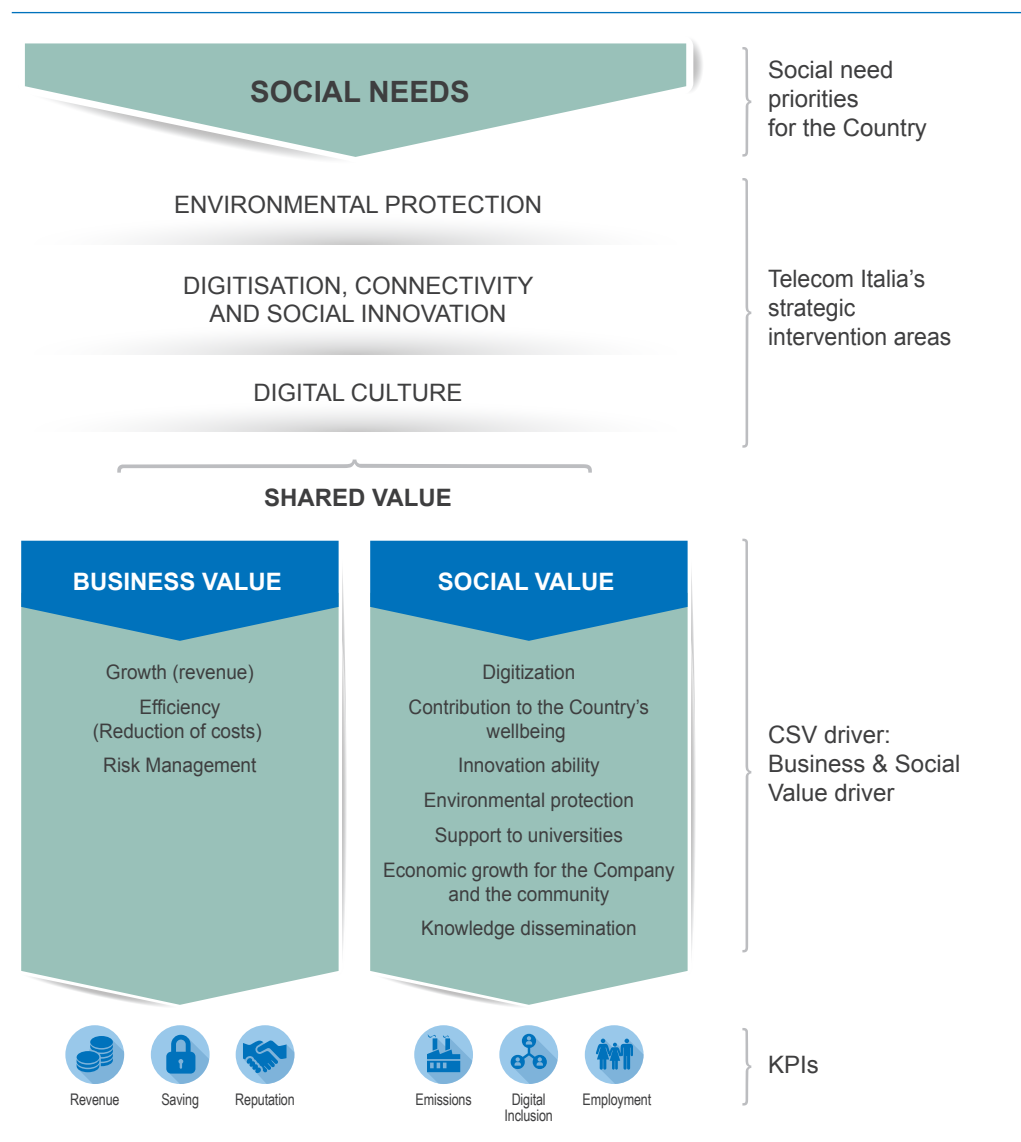 SOCIAL NEEDS
Social need
priorities
for the Country
ENVIRONMENTAL PROTECTION
DIGITISATION, CONNECTIVITY
AND SOCIAL INNOVATION
DIGITAL CULTURE
Telecom Italia’s
strategic
intervention areas
SHARED VALUE
BUSINESS VALUE
Growth (revenue)
Efficiency
(Reduction of costs)
Risk Management
SOCIAL VALUE
Digitization
Contribution to the Country’s
wellbeing
Innovation ability
Environmental protection
Support to universities
Economic growth for the Company
and the community
Knowledge dissemination
CSV driver:
Business & Social
Value driver
Revenue
Saving
Reputation
Emissions
Digital
Inclusion
Employment
KPIs